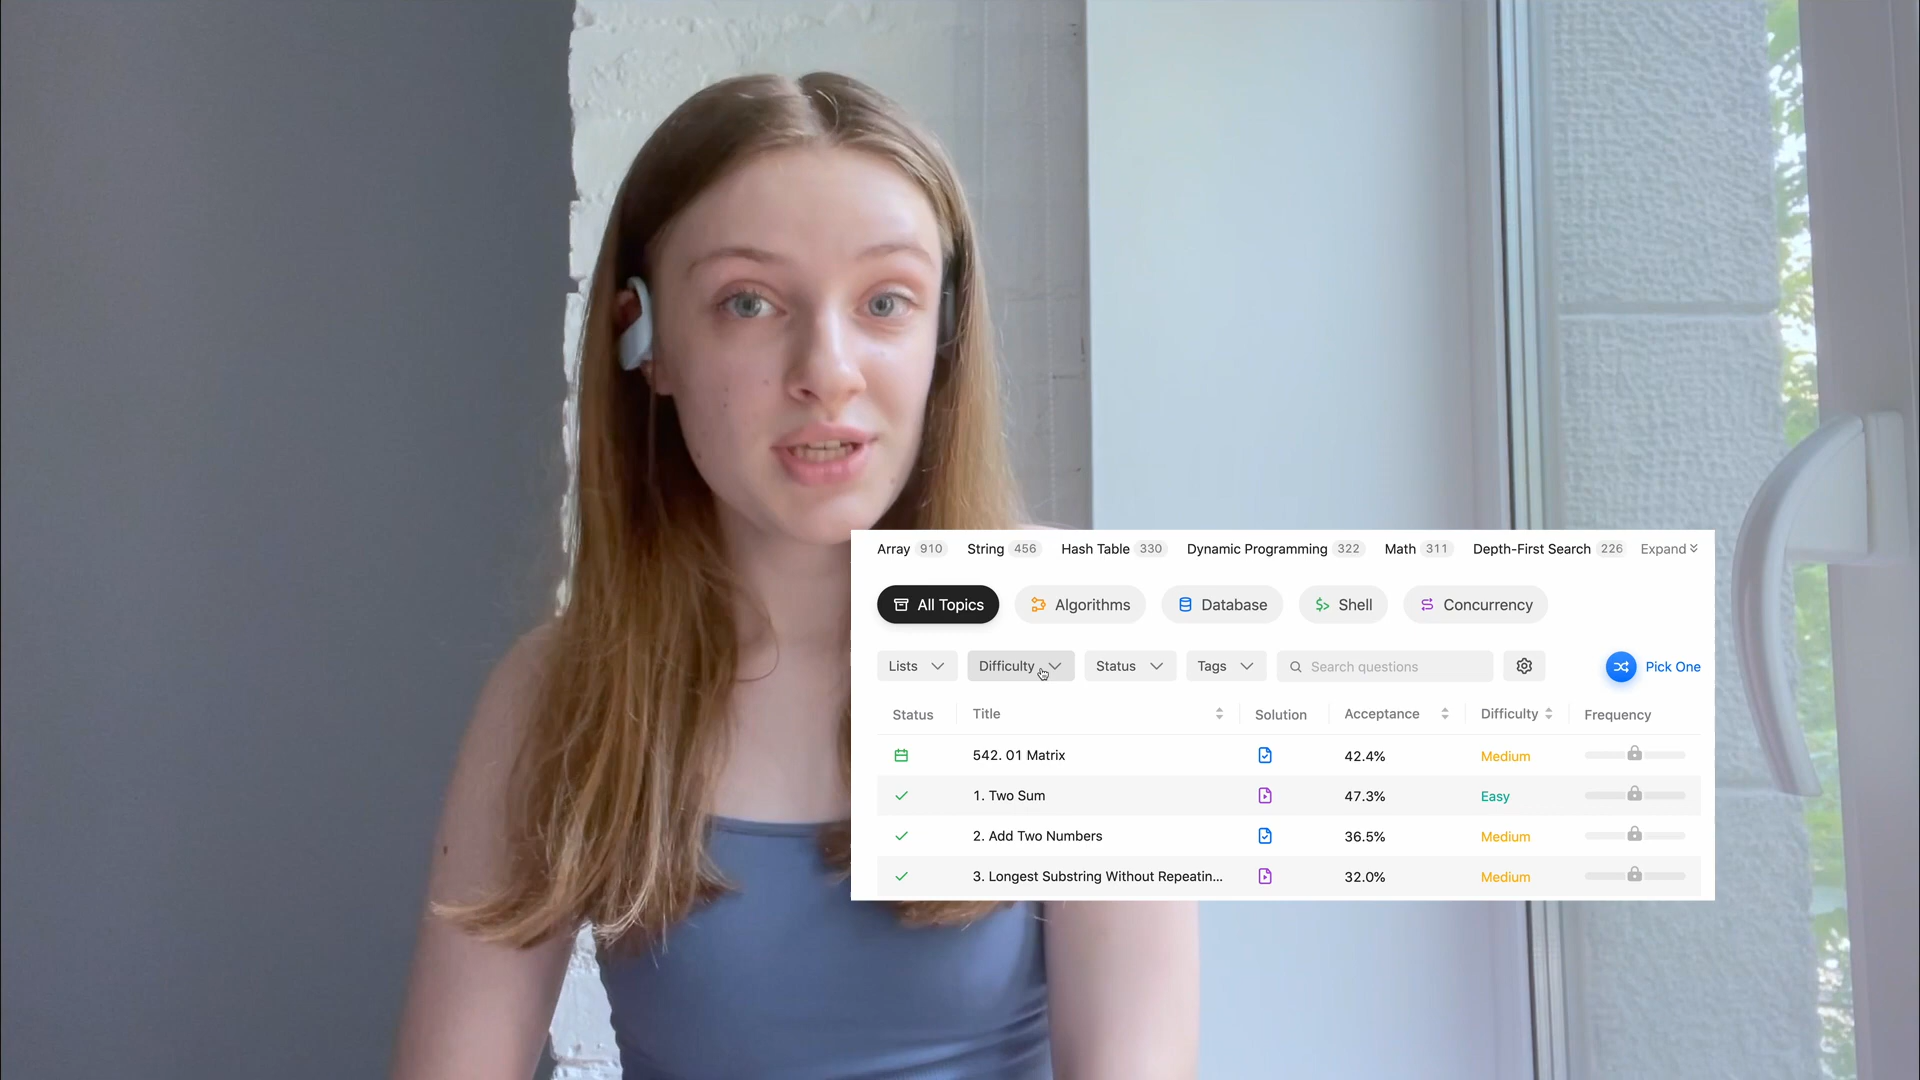 Array 910 String 456 Hash Table 330 Dynamic Programming 322 Math 311 Depth-First Search 226 Expand
All Topics Algorithms Database Shell Concurrency
Lists Difficulty Status Tags Search questions Pick One
Status Title Solution Acceptance Difficulty Frequency
542. 01 Matrix 42.4% Medium
1. Two Sum 47.3% Easy
2. Add Two Numbers 36.5% Medium
3. Longest Substring Without Repeatin... 32.0% Medium